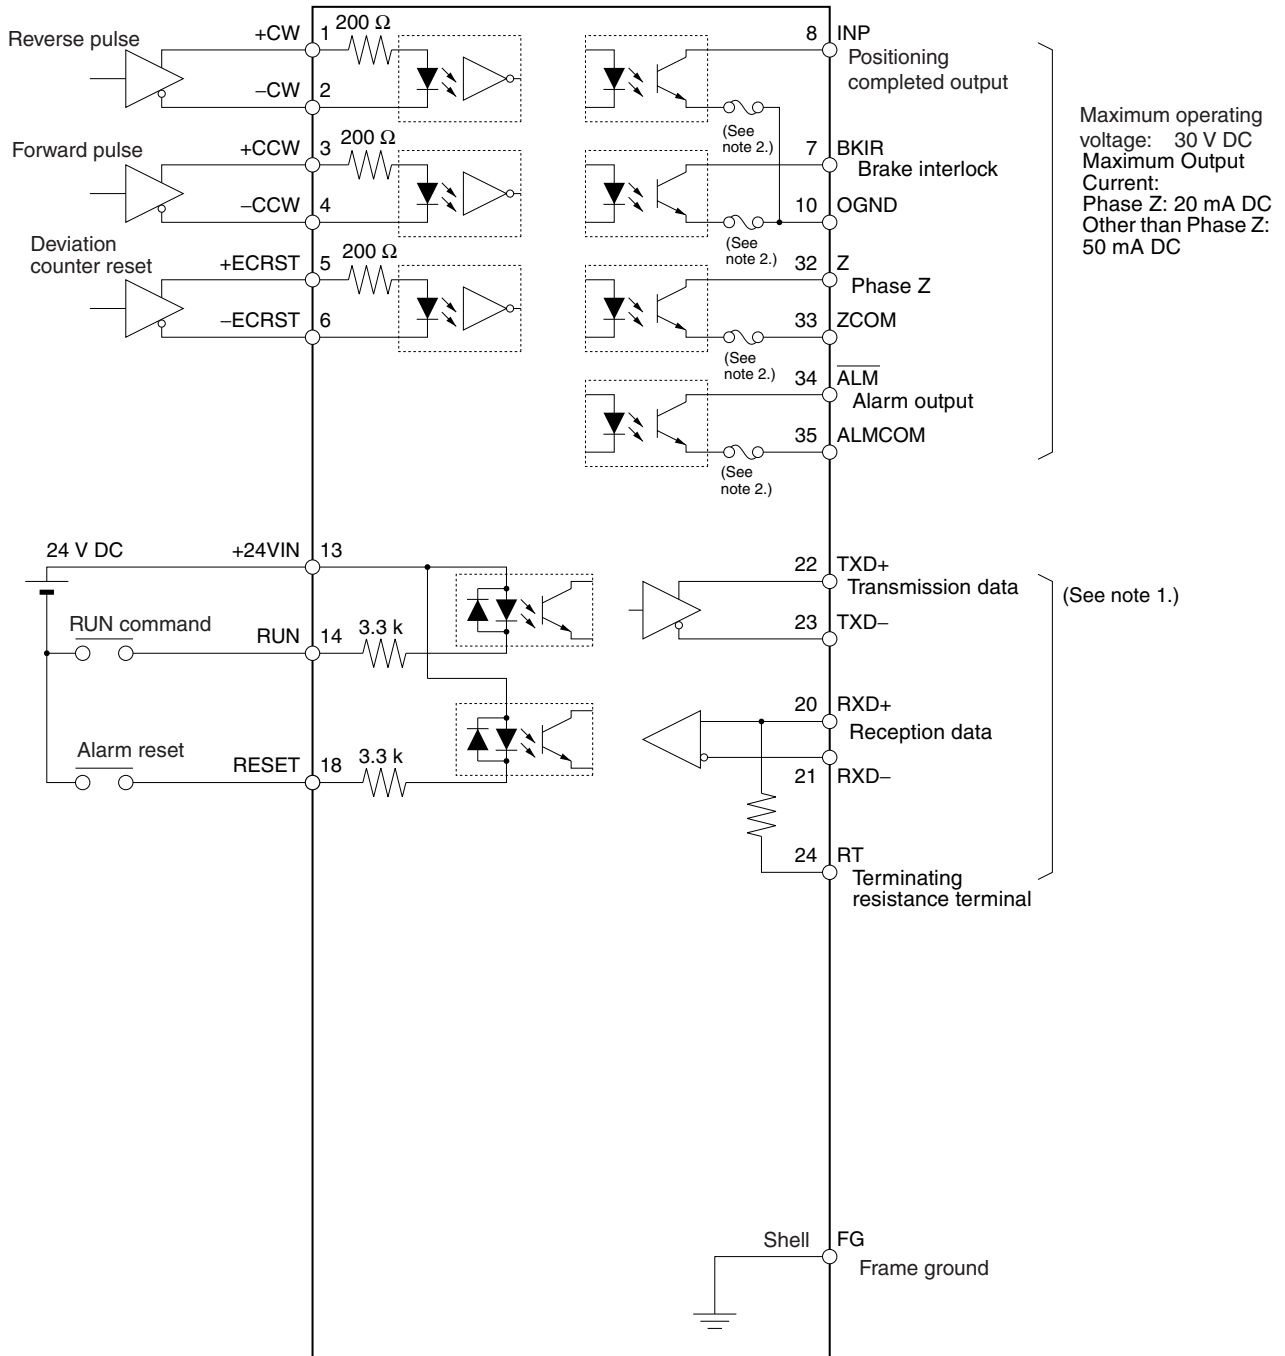 Reverse pulse
+CW
1
200 Ω
–CW
2
Forward pulse
+CCW
3
200 Ω
–CCW
4
Deviation
counter reset
+ECRST
5
200 Ω
–ECRST
6
8
INP
Positioning
completed output
(See
note 2.)
7
BKIR
Brake interlock
10
OGND
(See
note 2.)
32
Z
Phase Z
33
ZCOM
(See
note 2.)
34
ALM
Alarm output
35
ALMCOM
(See
note 2.)
Maximum operating
voltage: 30 V DC
Maximum Output
Current:
Phase Z: 20 mA DC
Other than Phase Z:
50 mA DC
24 V DC
+24VIN
13
RUN command
RUN
14
3.3 k
Alarm reset
RESET
18
3.3 k
22
TXD+
Transmission data
23
TXD–
(See note 1.)
20
RXD+
Reception data
21
RXD–
24
RT
Terminating
resistance terminal
Shell
FG
Frame ground